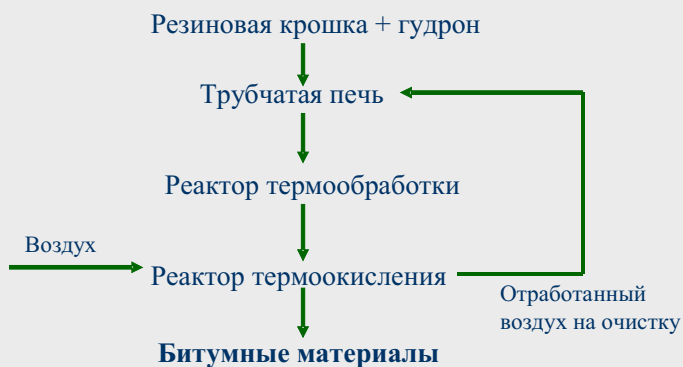 Резиновая крошка + гудрон
Трубчатая печь
Реактор термообработки
Воздух
Реактор термоокисления
Отработанный
воздух на очистку
Битумные материалы